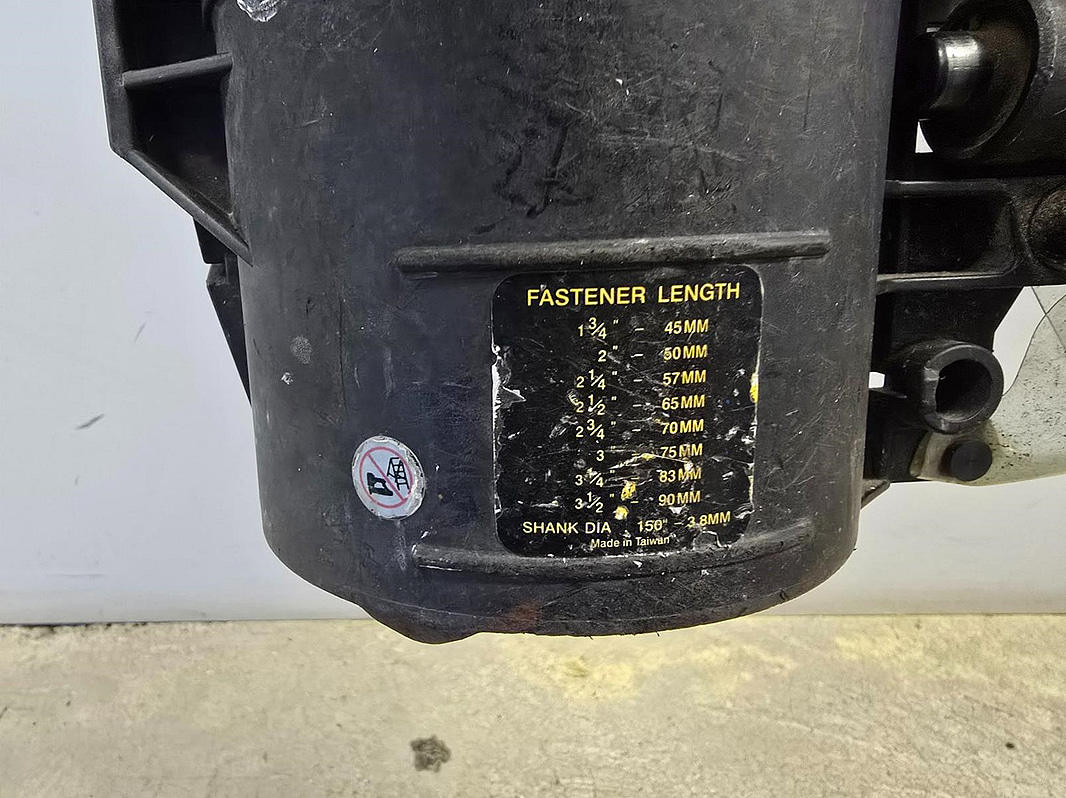 FASTENER LENGTH
1 3/4" - 45MM
2" - 50MM
2 1/4" - 57MM
2 1/2" - 65MM
2 3/4" - 70MM
3" - 75MM
3 1/4" - 83MM
3 1/2" - 90MM
SHANK DIA .150" - 3.8MM
Made in Taiwan